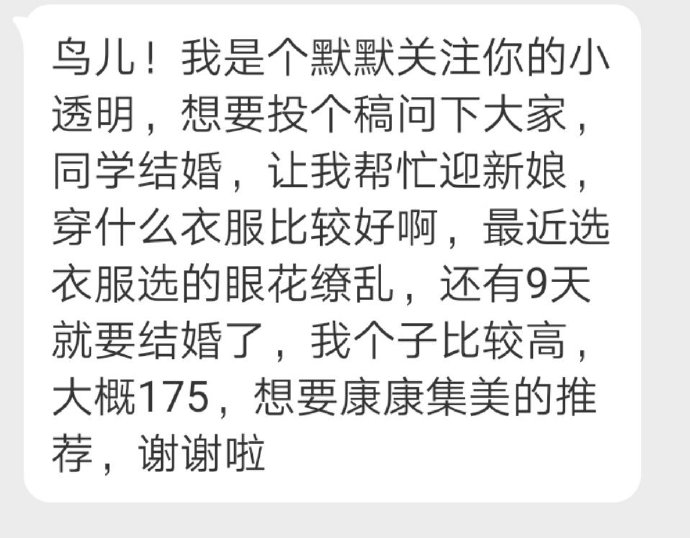 鸟儿！我是个默默关注你的小
透明，想要投个稿问下大家，
同学结婚，让我帮忙迎新娘，
穿什么衣服比较好啊，最近选
衣服选的眼花缭乱，还有9天
就要结婚了，我个子比较高，
大概175，想要康康集美的推
荐，谢谢啦